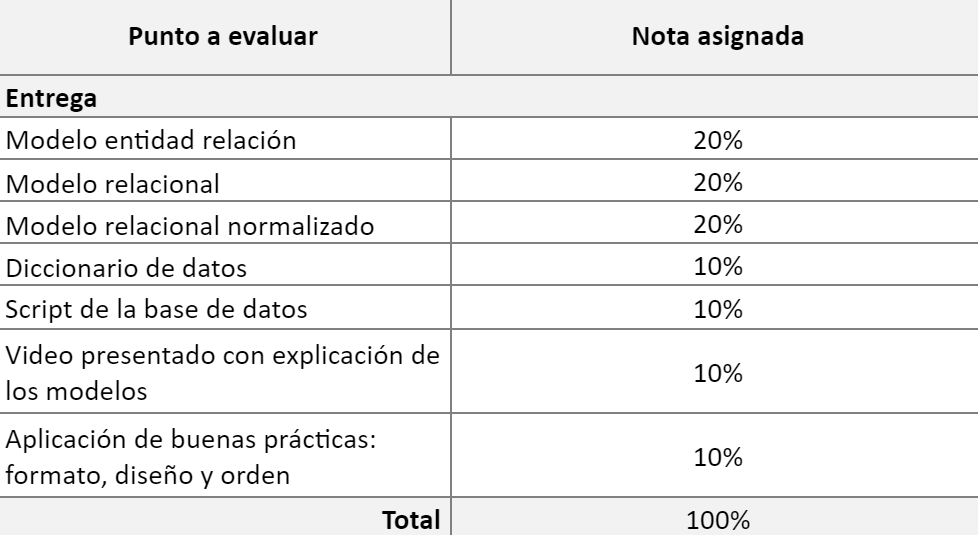 Punto a evaluar Nota asignada
Entrega
Modelo entidad relación 20%
Modelo relacional 20%
Modelo relacional normalizado 20%
Diccionario de datos 10%
Script de la base de datos 10%
Video presentado con explicación de
los modelos 10%
Aplicación de buenas prácticas:
formato, diseño y orden 10%
Total 100%